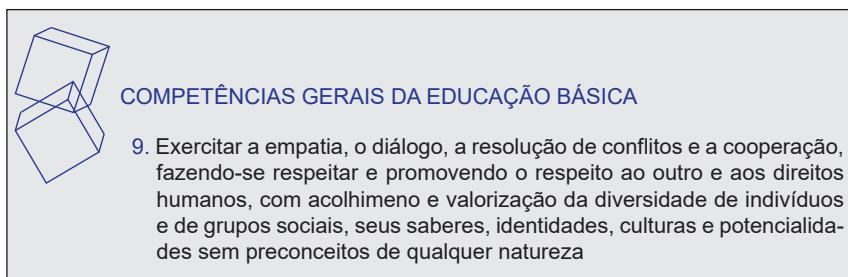 COMPETÊNCIAS GERAIS DA EDUCAÇÃO BÁSICA
9. Exercitar a empatia, o diálogo, a resolução de conflitos e a cooperação,
fazendo-se respeitar e promovendo o respeito ao outro e aos direitos
humanos, com acolhimeno e valorização da diversidade de indivíduos
e de grupos sociais, seus saberes, identidades, culturas e potencialida-
des sem preconceitos de qualquer natureza